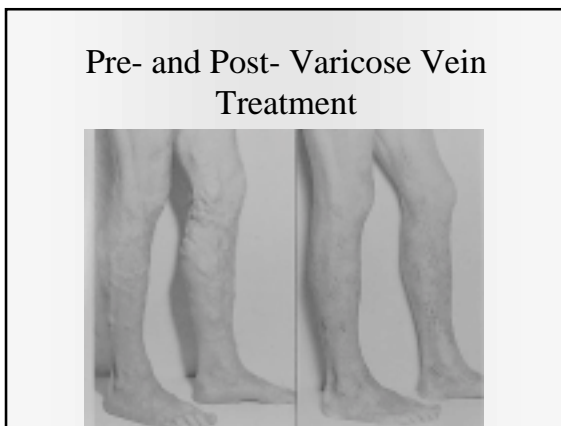 Pre- and Post- Varicose Vein
Treatment